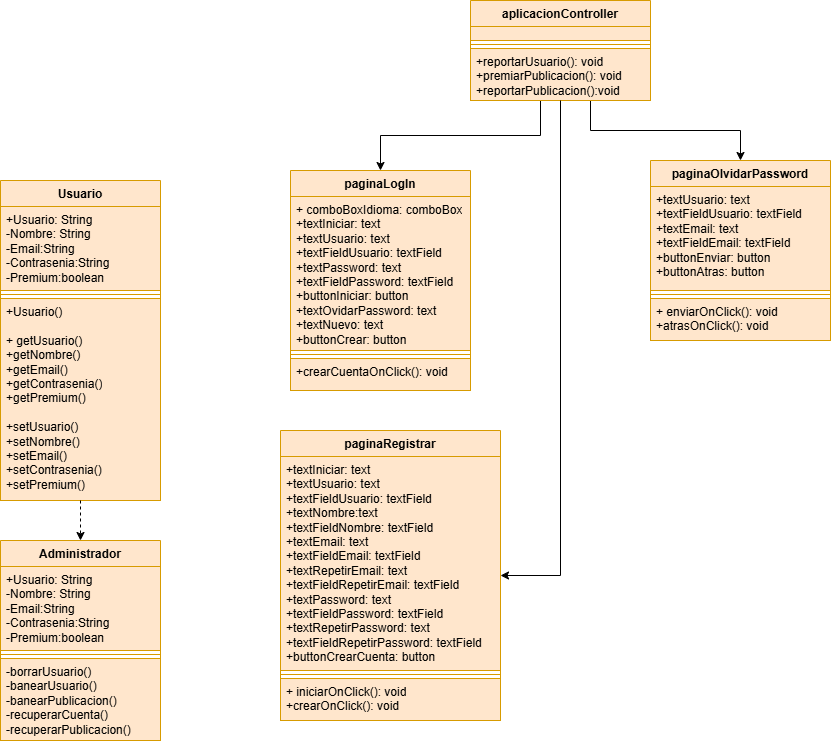 aplicacionController
+reportarUsuario(): void
+premiarPublicacion(): void
+reportarPublicacion():void
paginaLogIn
+ comboBoxIdioma: comboBox
+textIniciar: text
+textUsuario: text
+textFieldUsuario: textField
+textPassword: text
+textFieldPassword: textField
+buttonIniciar: button
+textOvidarPassword: text
+textNuevo: text
+buttonCrear: button
+crearCuentaOnClick(): void
paginaOlvidarPassword
+textUsuario: text
+textFieldUsuario: textField
+textEmail: text
+textFieldEmail: textField
+buttonEnviar: button
+buttonAtras: button
+ enviarOnClick(): void
+atrasOnClick(): void
Usuario
+Usuario: String
-Nombre: String
-Email:String
-Contrasenia:String
-Premium:boolean
+Usuario()
+ getUsuario()
+getNombre()
+getEmail()
+getContrasenia()
+getPremium()
+setUsuario()
+setNombre()
+setEmail()
+setContrasenia()
+setPremium()
paginaRegistrar
+textIniciar: text
+textUsuario: text
+textFieldUsuario: textField
+textNombre:text
+textFieldNombre: textField
+textEmail: text
+textFieldEmail: textField
+textRepetirEmail: text
+textFieldRepetirEmail: textField
+textPassword: text
+textFieldPassword: textField
+textRepetirPassword: text
+textFieldRepetirPassword: textField
+buttonCrearCuenta: button
+ iniciarOnClick(): void
+crearOnClick(): void
Administrador
+Usuario: String
-Nombre: String
-Email:String
-Contrasenia:String
-Premium:boolean
-borrarUsuario()
-banearUsuario()
-banearPublicacion()
-recuperarCuenta()
-recuperarPublicacion()